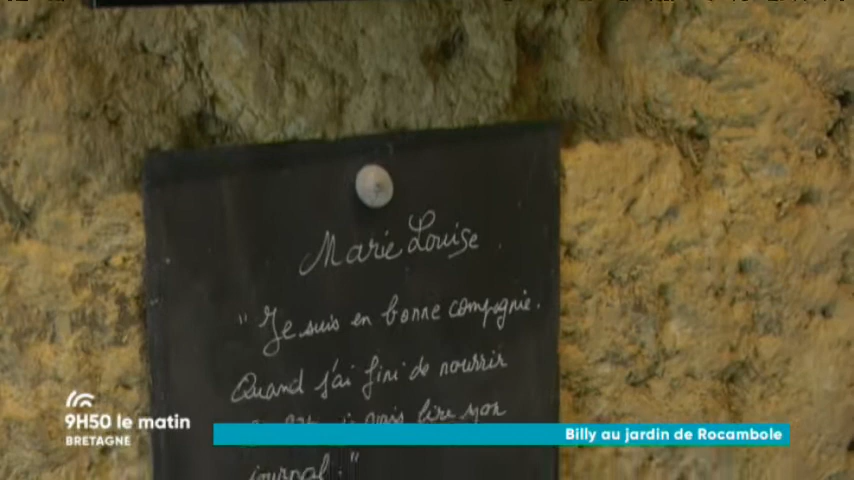 Marie Louise
"Je suis en bonne compagnie.
Quand j'ai fini de nourrir
vais lire mon
journal."
9H50 le matin
BRETAGNE
Billy au jardin de Rocambole